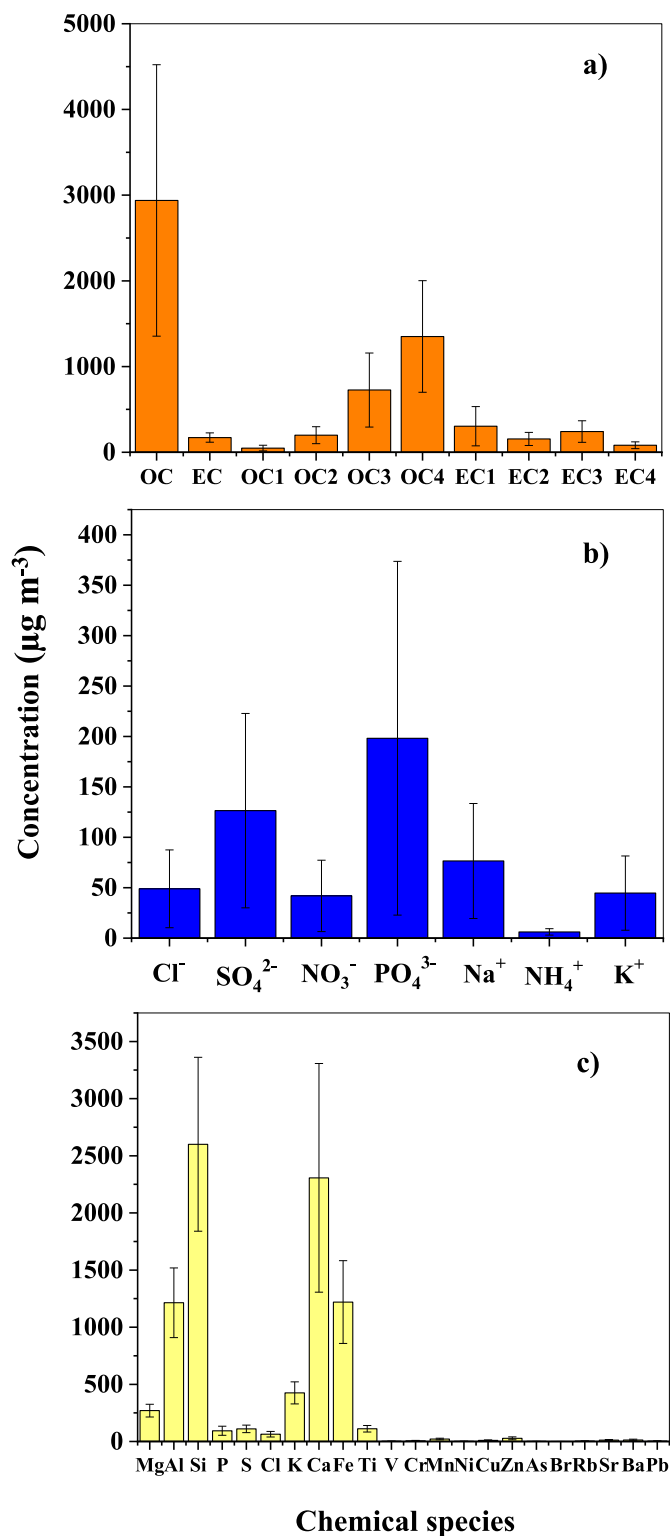 5000
a)
4000
3000
2000
1000
0
OC EC OC1 OC2 OC3 OC4 EC1 EC2 EC3 EC4
400
b)
350
300
250
200
150
100
50
0
Cl⁻ SO₄²⁻ NO₃⁻ PO₄³⁻ Na⁺ NH₄⁺ K⁺
Concentration (µg m⁻³)
3500
c)
3000
2500
2000
1500
1000
500
0
Mg Al Si P S Cl K Ca Fe Ti V Cr Mn Ni Cu Zn As Br Rb Sr Ba Pb
Chemical species